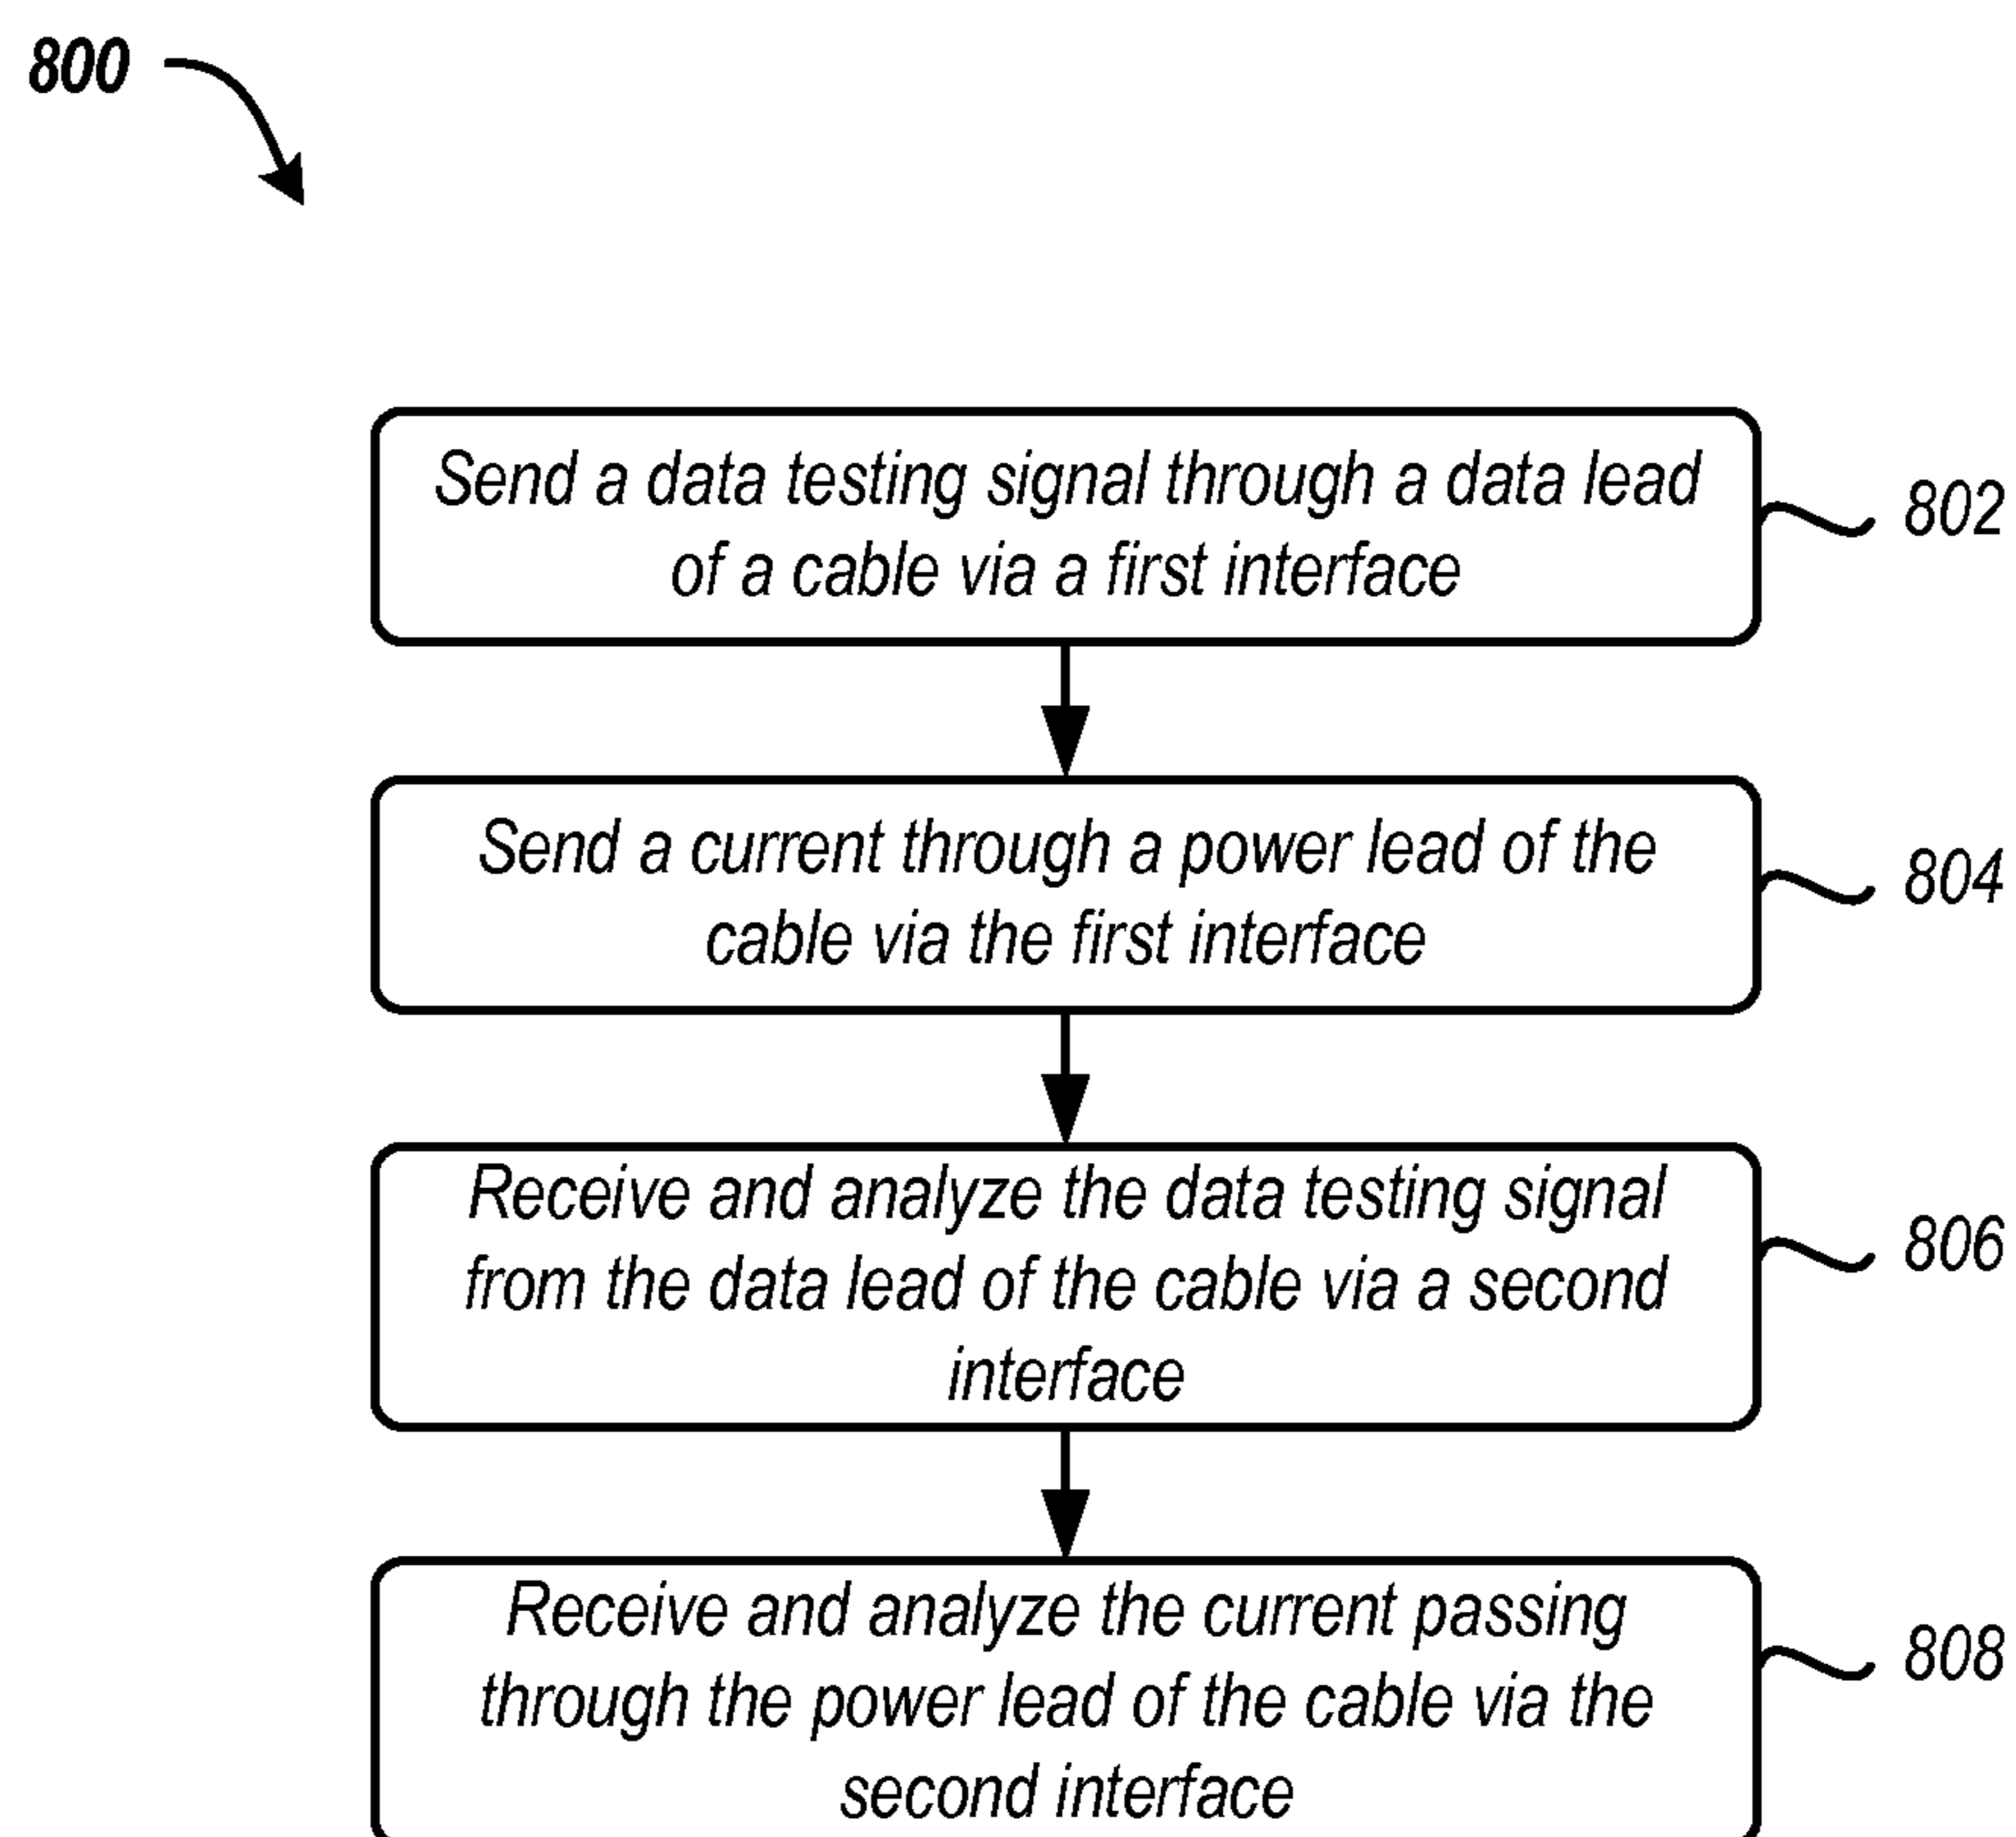 800
Send a data testing signal through a data lead
of a cable via a first interface
802
Send a current through a power lead of the
cable via the first interface
804
Receive and analyze the data testing signal
from the data lead of the cable via a second
interface
806
Receive and analyze the current passing
through the power lead of the cable via the
second interface
808